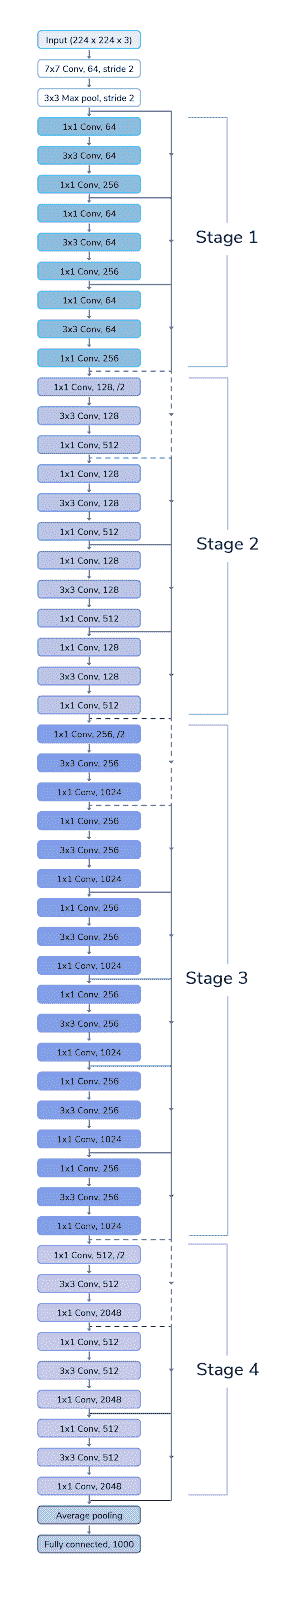 Input (224 x 224 x 3)
7x7 Conv, 64, stride 2
3x3 Max pool, stride 2
1x1 Conv, 64
3x3 Conv, 64
1x1 Conv, 256
1x1 Conv, 64
3x3 Conv, 64
1x1 Conv, 256
1x1 Conv, 64
3x3 Conv, 64
1x1 Conv, 256
Stage 1
1x1 Conv, 128, /2
3x3 Conv, 128
1x1 Conv, 512
1x1 Conv, 128
3x3 Conv, 128
1x1 Conv, 512
1x1 Conv, 128
3x3 Conv, 128
1x1 Conv, 512
1x1 Conv, 128
3x3 Conv, 128
1x1 Conv, 512
Stage 2
1x1 Conv, 256, /2
3x3 Conv, 256
1x1 Conv, 1024
1x1 Conv, 256
3x3 Conv, 256
1x1 Conv, 1024
1x1 Conv, 256
3x3 Conv, 256
1x1 Conv, 1024
1x1 Conv, 256
3x3 Conv, 256
1x1 Conv, 1024
1x1 Conv, 256
3x3 Conv, 256
1x1 Conv, 1024
1x1 Conv, 256
3x3 Conv, 256
1x1 Conv, 1024
Stage 3
1x1 Conv, 512, /2
3x3 Conv, 512
1x1 Conv, 2048
1x1 Conv, 512
3x3 Conv, 512
1x1 Conv, 2048
1x1 Conv, 512
3x3 Conv, 512
1x1 Conv, 2048
Stage 4
Average pooling
Fully connected, 1000